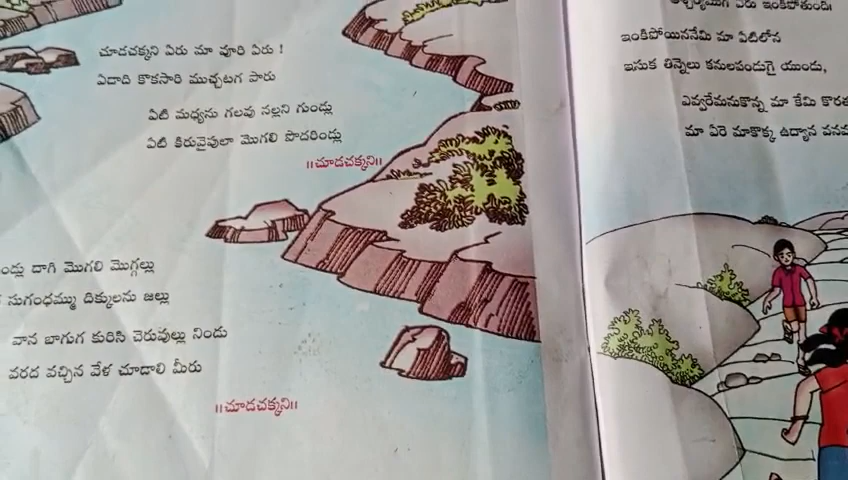 చూడచక్కని ఏరు మా వూరి ఏరు !
ఏడాది కొకసారి ముచ్చటగ పారు
ఏటి మధ్యను గలవు నల్లని గుండ్లు
ఏటి కిరువైపులా మొగలి పొదరిండ్లు
॥చూడచక్కని॥
దాగి మొగలి మొగ్గల్లు
సుగంధమ్ము దిక్కులను జల్లు
వాన బాగుగ కురిసి చెరువుల్లు నిండు
వరద వచ్చిన వేళ చూడాలి మీరు
॥చూడచక్కని॥
ఏరు ఇంకిపోతుంది
ఇంకిపోయిననేమి మా ఏటిలోన
ఇసుక తిన్నెలు కనులపండుగై యుండు,
ఎవ్వరేమనుకొన్న మా కేమి
మా ఏరె మాకొక్క ఉద్యాన